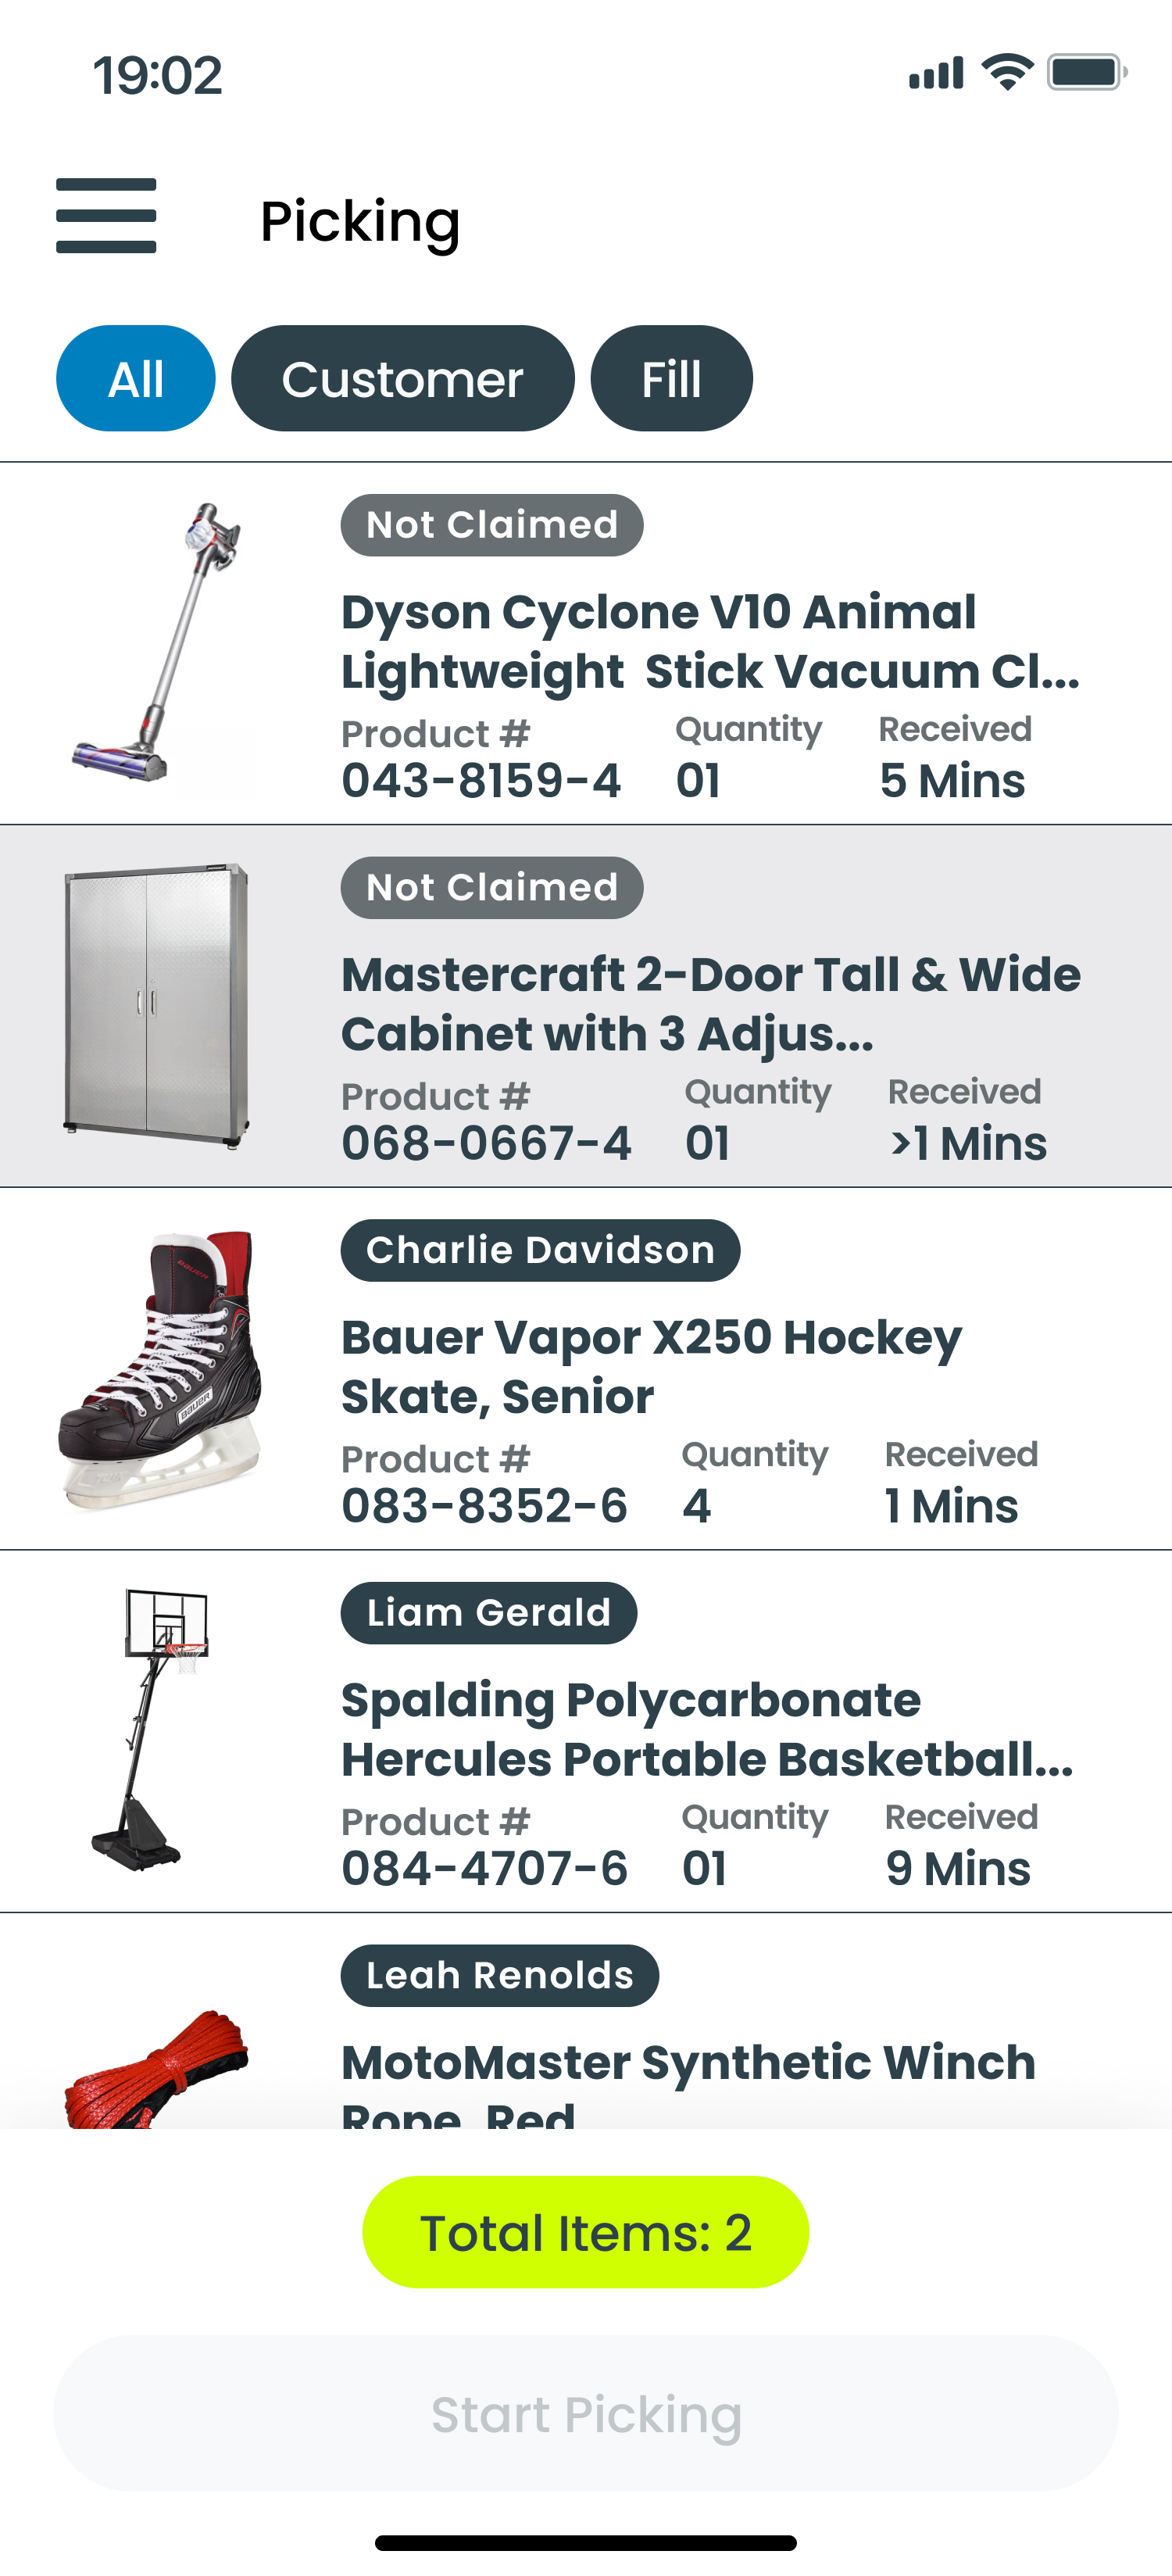 19:02
Picking
All
Customer
Fill
Not Claimed
Dyson Cyclone V10 Animal
Lightweight  Stick Vacuum Cl...
Product #
Quantity
Received
043-8159-4
01
5 Mins
Not Claimed
Mastercraft 2-Door Tall & Wide
Cabinet with 3 Adjus...
Product #
Quantity
Received
068-0667-4
01
>1 Mins
BAUER
BAUER
Charlie Davidson
Bauer Vapor X250 Hockey
Skate, Senior
Product #
Quantity
Received
083-8352-6
4
1 Mins
Liam Gerald
Spalding Polycarbonate
Hercules Portable Basketball...
Product #
Quantity
Received
084-4707-6
01
9 Mins
Leah Renolds
MotoMaster Synthetic Winch
Rope, Red
Total Items: 2
Start Picking